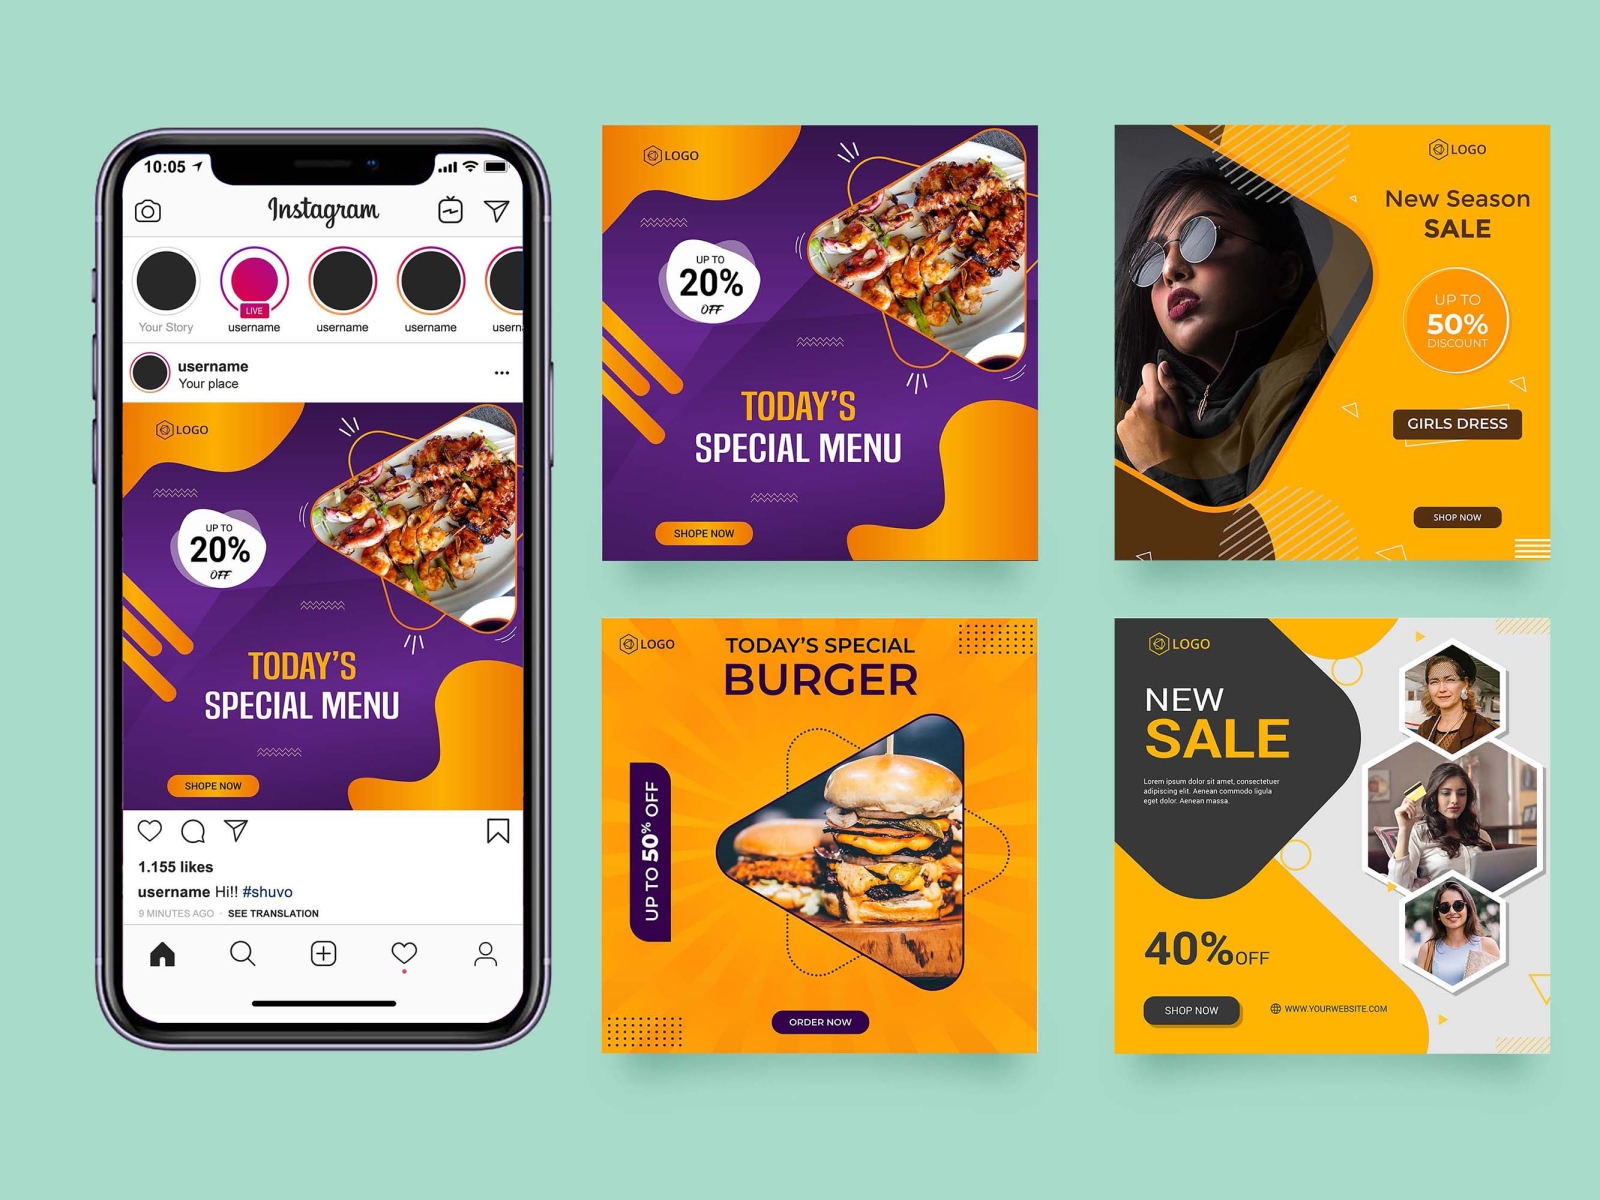 10:05
Instagram
LIVE
Your Story
username
username
username
usern
username
Your place
LOGO
UP TO
20%
OFF
TODAY'S
SPECIAL MENU
SHOPE NOW
1.155 likes
username Hi!! #shuvo
9 MINUTES AGO · SEE TRANSLATION
LOGO
UP TO
20%
OFF
TODAY'S
SPECIAL MENU
SHOPE NOW
LOGO
New Season
SALE
UP TO
50%
DISCOUNT
GIRLS DRESS
SHOP NOW
LOGO
TODAY'S SPECIAL
BURGER
UP TO 50% OFF
ORDER NOW
LOGO
NEW
SALE
Lorem ipsum dolor sit amet, consectetuer
adipiscing elit. Aenean commodo ligula
eget dolor. Aenean massa.
40% OFF
SHOP NOW
WWW.YOURWEBSITE.COM